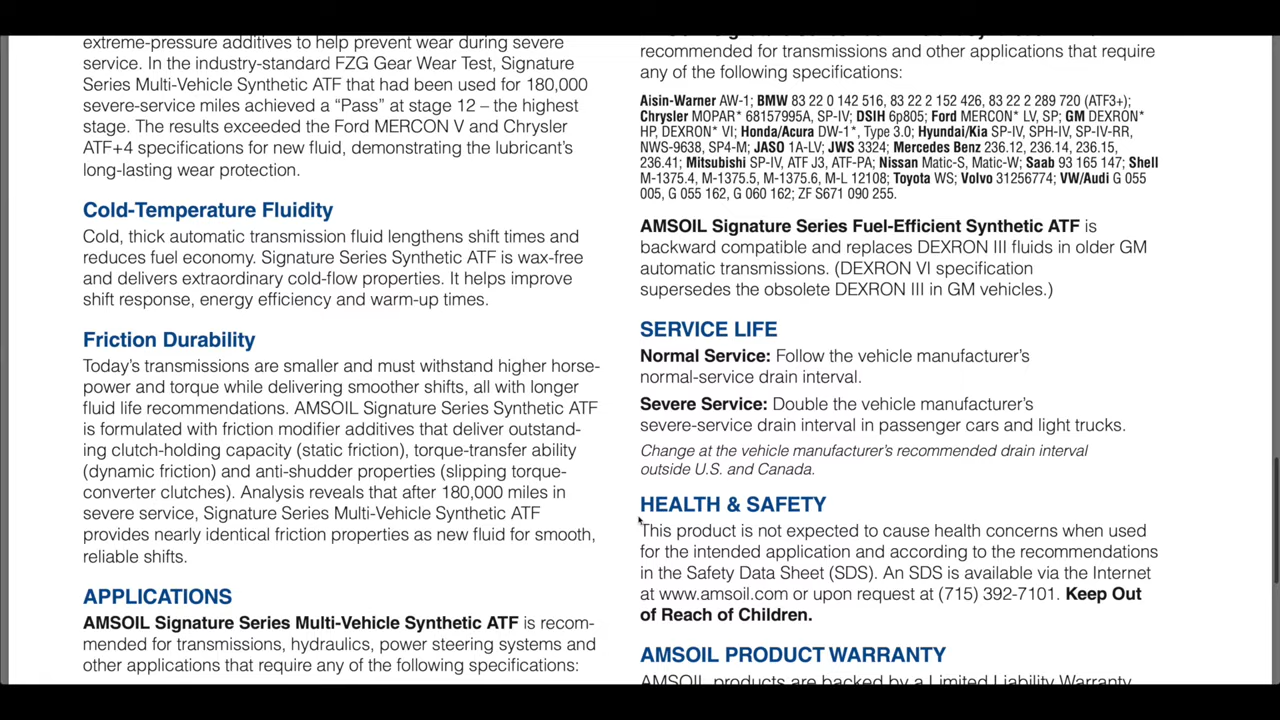 extreme-pressure additives to help prevent wear during severe
service. In the industry-standard FZG Gear Wear Test, Signature
Series Multi-Vehicle Synthetic ATF that had been used for 180,000
severe-service miles achieved a “Pass” at stage 12 – the highest
stage. The results exceeded the Ford MERCON V and Chrysler
ATF+4 specifications for new fluid, demonstrating the lubricant’s
long-lasting wear protection.
Cold-Temperature Fluidity
Cold, thick automatic transmission fluid lengthens shift times and
reduces fuel economy. Signature Series Synthetic ATF is wax-free
and delivers extraordinary cold-flow properties. It helps improve
shift response, energy efficiency and warm-up times.
Friction Durability
Today’s transmissions are smaller and must withstand higher horse-
power and torque while delivering smoother shifts, all with longer
fluid life recommendations. AMSOIL Signature Series Synthetic ATF
is formulated with friction modifier additives that deliver outstand-
ing clutch-holding capacity (static friction), torque-transfer ability
(dynamic friction) and anti-shudder properties (slipping torque-
converter clutches). Analysis reveals that after 180,000 miles in
severe service, Signature Series Multi-Vehicle Synthetic ATF
provides nearly identical friction properties as new fluid for smooth,
reliable shifts.
APPLICATIONS
AMSOIL Signature Series Multi-Vehicle Synthetic ATF is recom-
mended for transmissions, hydraulics, power steering systems and
other applications that require any of the following specifications:
recommended for transmissions and other applications that require
any of the following specifications:
Aisin-Warner AW-1; BMW 83 22 0 142 516, 83 22 2 152 426, 83 22 2 289 720 (ATF3+);
Chrysler MOPAR* 68157995A, SP-IV; DSIH 6p805; Ford MERCON* LV, SP; GM DEXRON*
HP, DEXRON* VI; Honda/Acura DW-1*, Type 3.0; Hyundai/Kia SP-IV, SPH-IV, SP-IV-RR,
NWS-9638, SP4-M; JASO 1A-LV; JWS 3324; Mercedes Benz 236.12, 236.14, 236.15,
236.41; Mitsubishi SP-IV, ATF J3, ATF-PA; Nissan Matic-S, Matic-W; Saab 93 165 147; Shell
M-1375.4, M-1375.5, M-1375.6, M-L 12108; Toyota WS; Volvo 31256774; VW/Audi G 055
005, G 055 162, G 060 162; ZF S671 090 255.
AMSOIL Signature Series Fuel-Efficient Synthetic ATF is
backward compatible and replaces DEXRON III fluids in older GM
automatic transmissions. (DEXRON VI specification
supersedes the obsolete DEXRON III in GM vehicles.)
SERVICE LIFE
Normal Service: Follow the vehicle manufacturer’s
normal-service drain interval.
Severe Service: Double the vehicle manufacturer’s
severe-service drain interval in passenger cars and light trucks.
Change at the vehicle manufacturer’s recommended drain interval
outside U.S. and Canada.
HEALTH & SAFETY
This product is not expected to cause health concerns when used
for the intended application and according to the recommendations
in the Safety Data Sheet (SDS). An SDS is available via the Internet
at www.amsoil.com or upon request at (715) 392-7101. Keep Out
of Reach of Children.
AMSOIL PRODUCT WARRANTY
AMSOIL products are backed by a Limited Liability Warranty